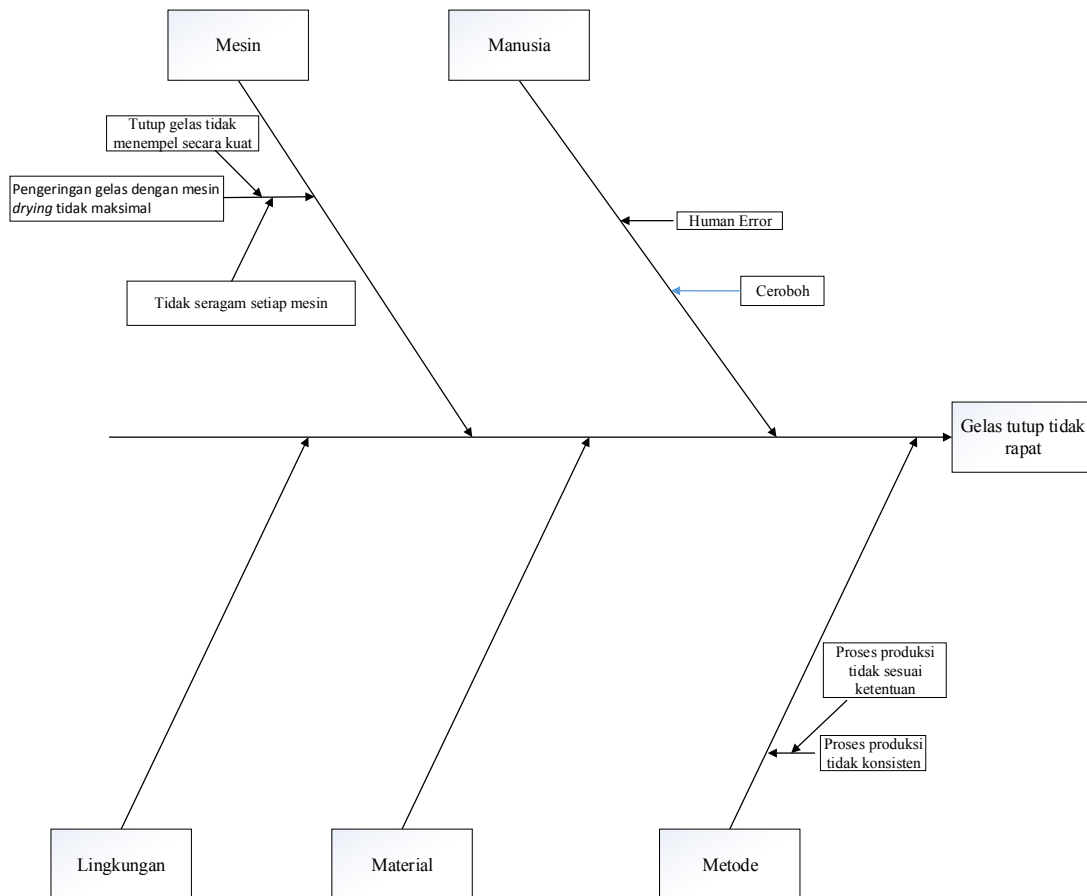 Mesin
Manusia
Tutup gelas tidak
menempel secara kuat
Pengeringan gelas dengan mesin
drying tidak maksimal
Tidak seragam setiap mesin
Human Error
Ceroboh
Gelas tutup tidak
rapat
Proses produksi
tidak sesuai
ketentuan
Proses produksi
tidak konsisten
Lingkungan
Material
Metode